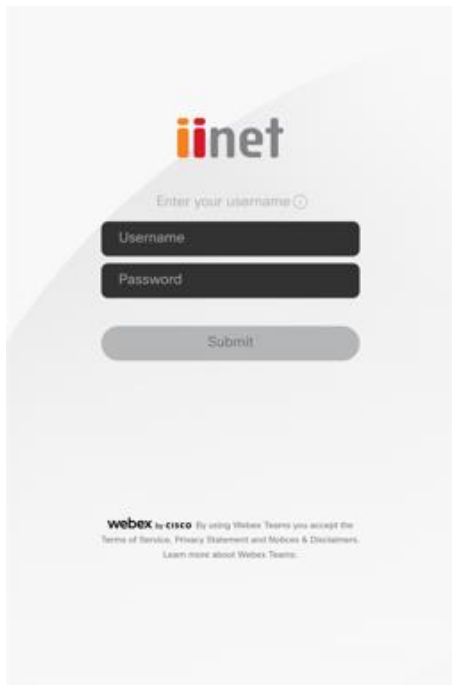 iinet
Enter your username
Username
Password
Submit
webex by CISCO By using Webex Teams you accept the
Terms of Service, Privacy Statement and Notices & Disclaimers.
Learn more about Webex Teams.